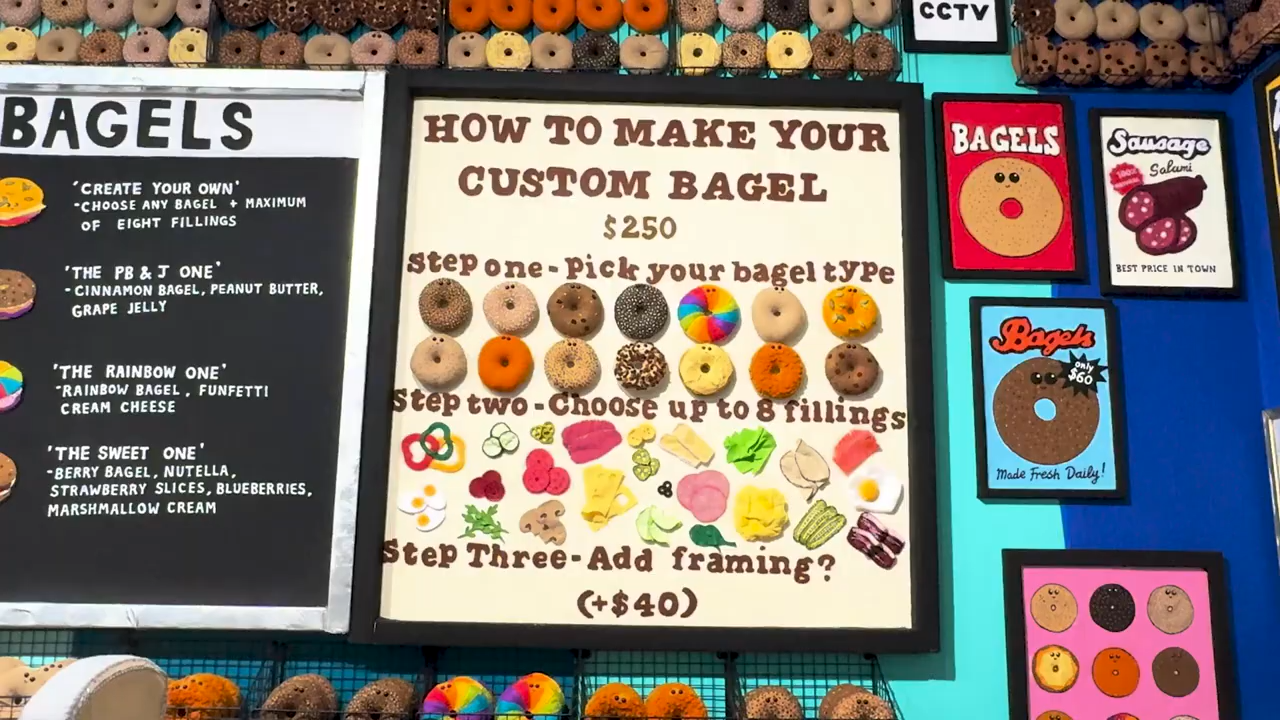 BAGELS
'CREATE YOUR OWN'
-CHOOSE ANY BAGEL + MAXIMUM
OF EIGHT FILLINGS
'THE PB & J ONE'
-CINNAMON BAGEL, PEANUT BUTTER,
GRAPE JELLY
'THE RAINBOW ONE'
-RAINBOW BAGEL, FUNFETTI
CREAM CHEESE
'THE SWEET ONE'
-BERRY BAGEL, NUTELLA,
STRAWBERRY SLICES, BLUEBERRIES,
MARSHMALLOW CREAM
HOW TO MAKE YOUR
CUSTOM BAGEL
$250
Step one - pick your bagel type
Step two - Choose up to 8 fillings
Step Three - Add framing?
(+$40)
CCTV
BAGELS
Sausage
Salami
BEST PRICE IN TOWN
Bagels
only
$60
Made Fresh Daily!